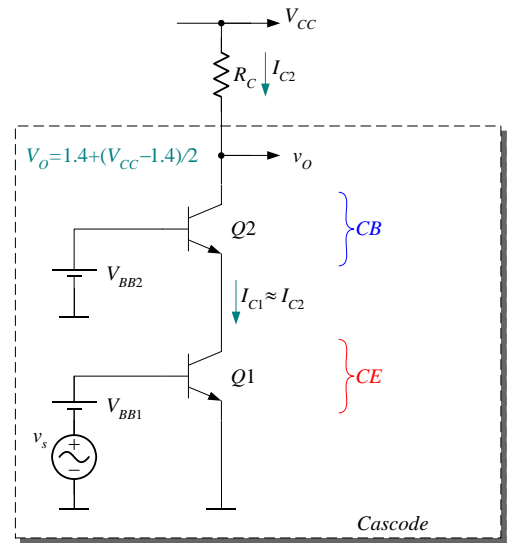 V_CC
R_C
I_C2
V_O=1.4+(V_CC−1.4)/2
v_O
Q2
CB
V_BB2
I_C1≈I_C2
Q1
CE
V_BB1
v_s
+
−
Cascode